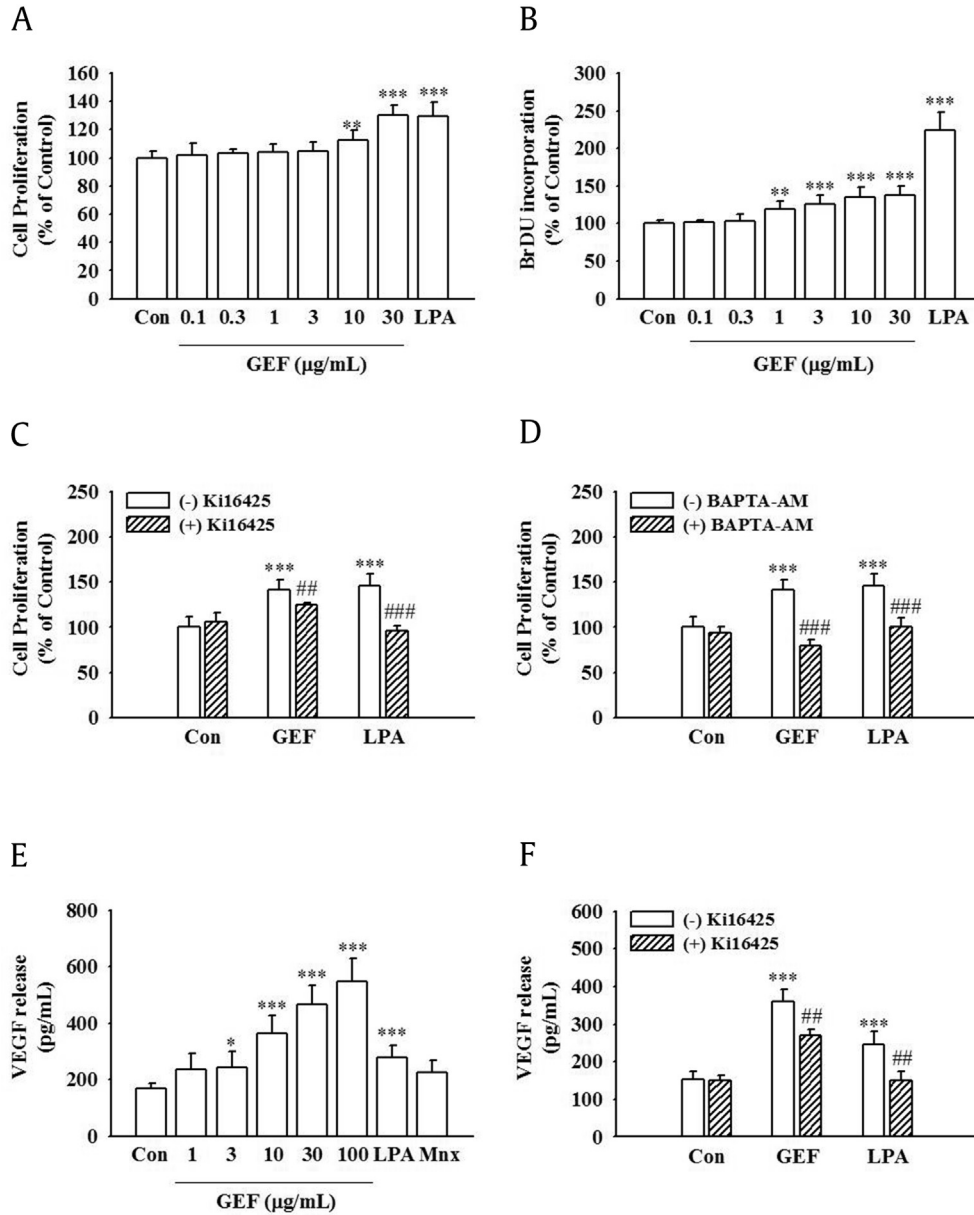 A
Cell Proliferation
(% of Control)
160
140
120
100
80
60
40
20
0
** *** ***
Con 0.1 0.3 1 3 10 30 LPA
GEF (μg/mL)
B
BrDU incorporation
(% of Control)
300
250
200
150
100
50
0
** *** *** *** ***
Con 0.1 0.3 1 3 10 30 LPA
GEF (μg/mL)
C
Cell Proliferation
(% of Control)
250
200
150
100
50
0
(-) Ki16425
(+) Ki16425
*** ## *** ###
Con GEF LPA
D
Cell Proliferation
(% of Control)
250
200
150
100
50
0
(-) BAPTA-AM
(+) BAPTA-AM
*** ### *** ###
Con GEF LPA
E
VEGF release
(pg/mL)
800
600
400
200
0
* *** *** *** ***
Con 1 3 10 30 100 LPA Mnx
GEF (μg/mL)
F
VEGF release
(pg/mL)
600
500
400
300
200
100
0
(-) Ki16425
(+) Ki16425
*** ## *** ##
Con GEF LPA